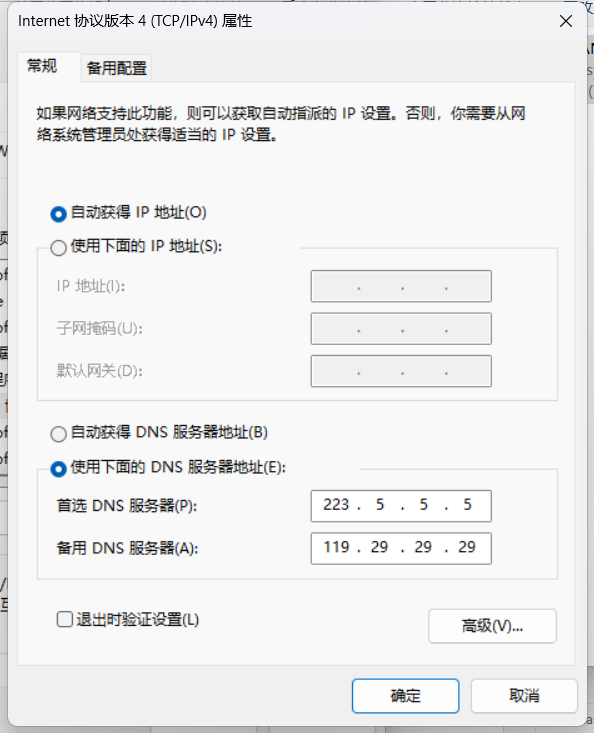 Internet 协议版本 4 (TCP/IPv4) 属性
常规
备用配置
如果网络支持此功能，则可以获取自动指派的 IP 设置。否则，你需要从网
络系统管理员处获得适当的 IP 设置。
自动获得 IP 地址(O)
使用下面的 IP 地址(S):
IP 地址(I):
子网掩码(U):
默认网关(D):
自动获得 DNS 服务器地址(B)
使用下面的 DNS 服务器地址(E):
首选 DNS 服务器(P):
223 . 5 . 5 . 5
备用 DNS 服务器(A):
119 . 29 . 29 . 29
退出时验证设置(L)
高级(V)...
确定
取消